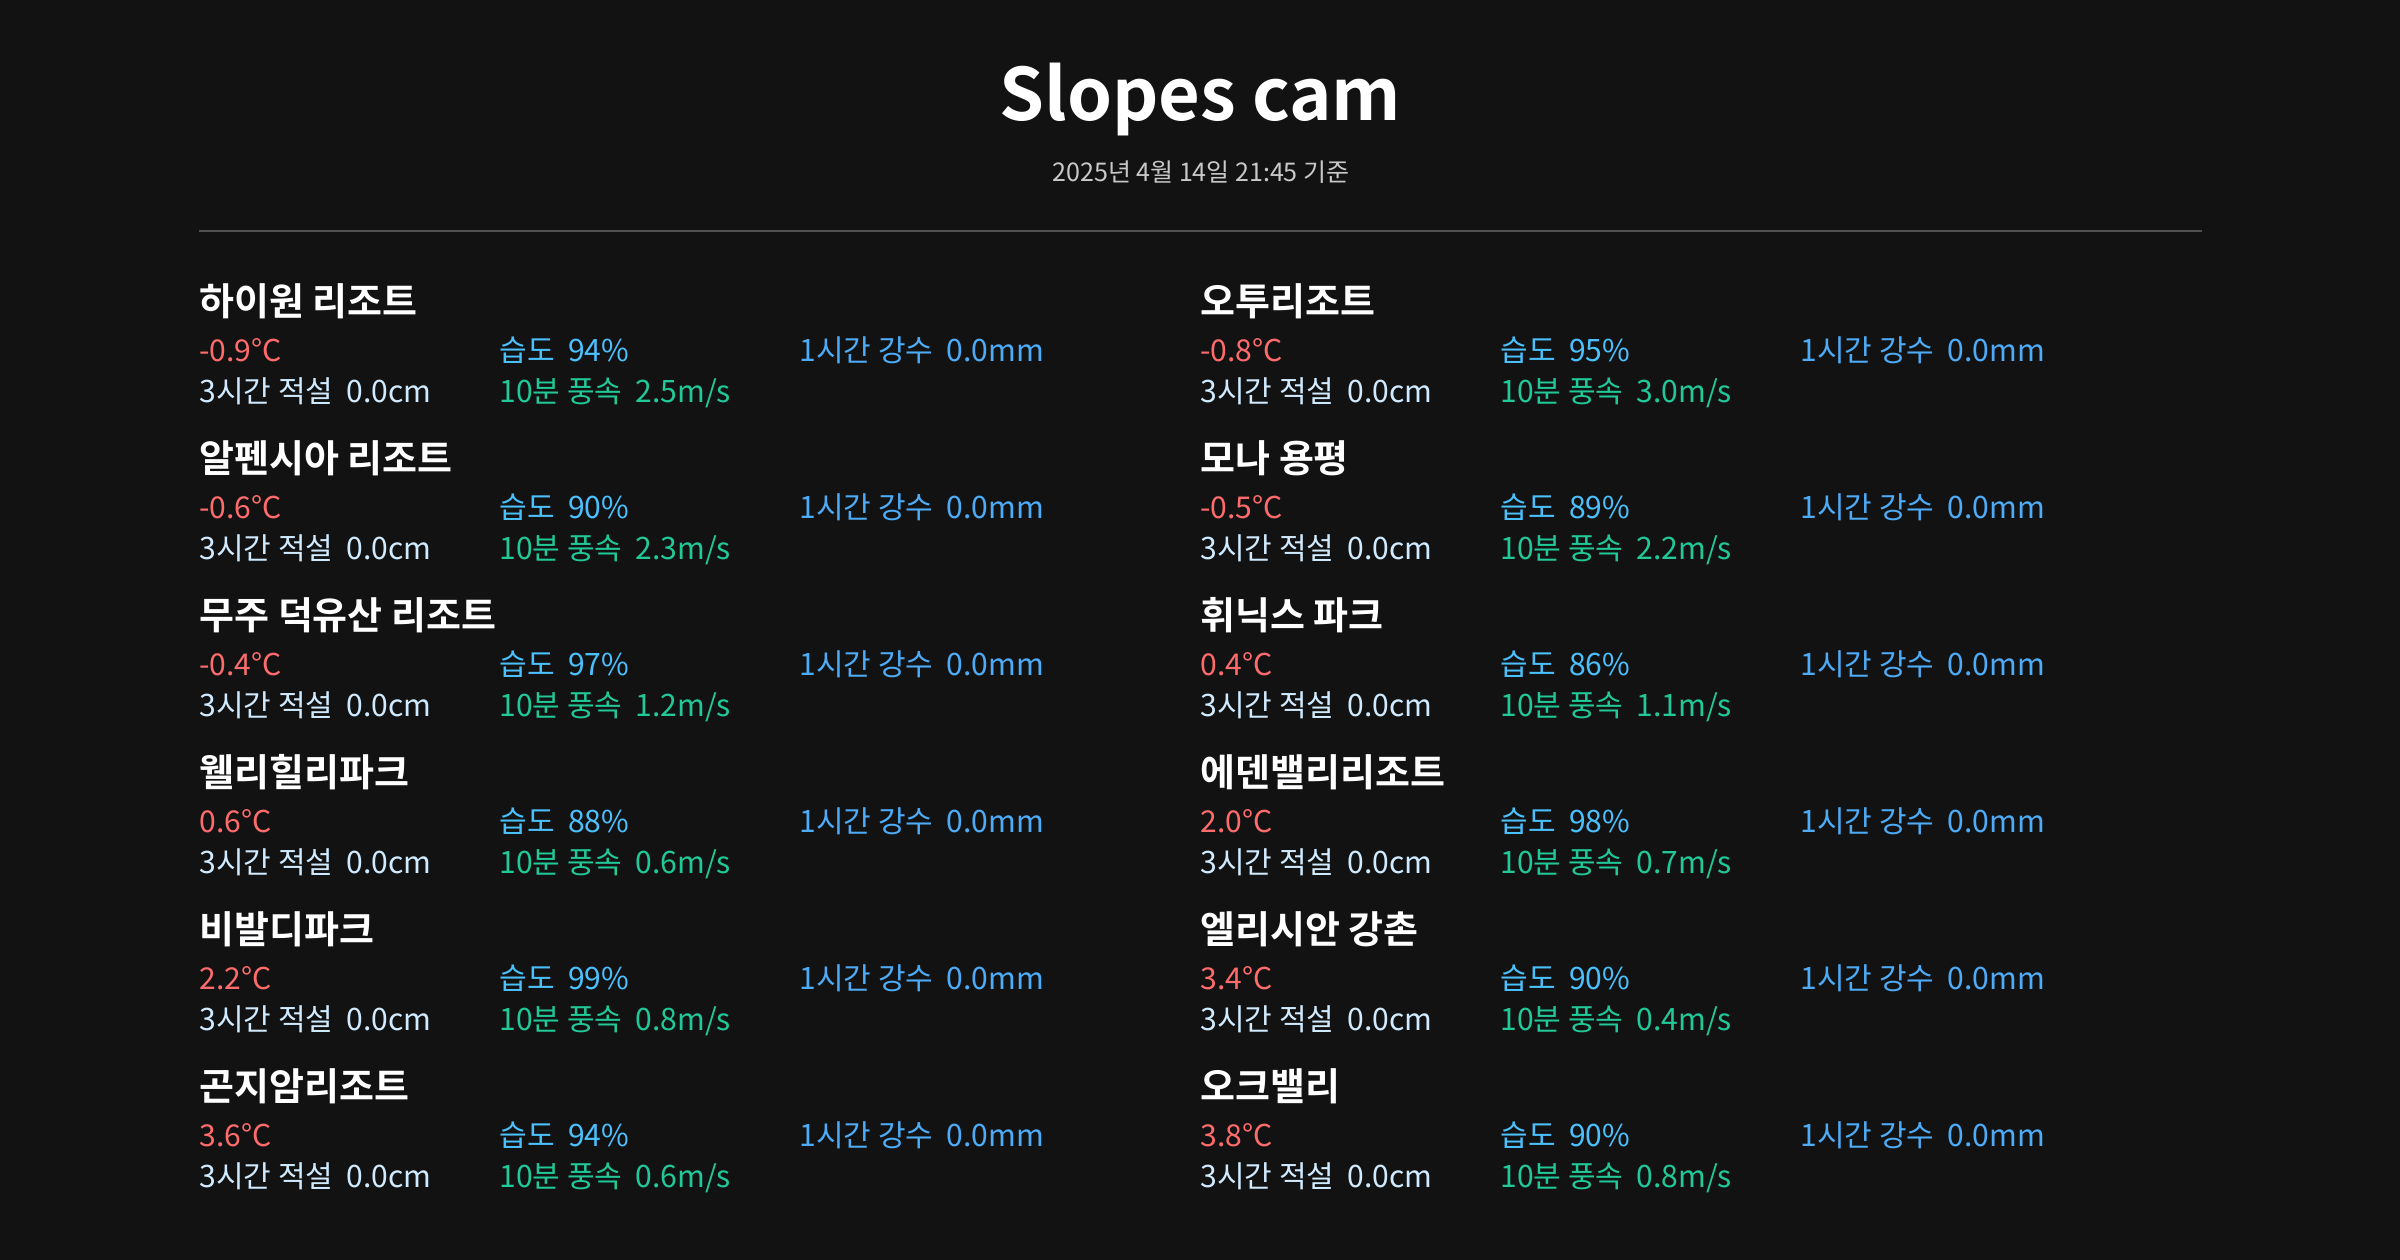 Slopes cam
2025년 4월 14일 21:45 기준
하이원 리조트
-0.9°C 습도 94% 1시간 강수 0.0mm
3시간 적설 0.0cm 10분 풍속 2.5m/s
오투리조트
-0.8°C 습도 95% 1시간 강수 0.0mm
3시간 적설 0.0cm 10분 풍속 3.0m/s
알펜시아 리조트
-0.6°C 습도 90% 1시간 강수 0.0mm
3시간 적설 0.0cm 10분 풍속 2.3m/s
모나 용평
-0.5°C 습도 89% 1시간 강수 0.0mm
3시간 적설 0.0cm 10분 풍속 2.2m/s
무주 덕유산 리조트
-0.4°C 습도 97% 1시간 강수 0.0mm
3시간 적설 0.0cm 10분 풍속 1.2m/s
휘닉스 파크
0.4°C 습도 86% 1시간 강수 0.0mm
3시간 적설 0.0cm 10분 풍속 1.1m/s
웰리힐리파크
0.6°C 습도 88% 1시간 강수 0.0mm
3시간 적설 0.0cm 10분 풍속 0.6m/s
에덴밸리리조트
2.0°C 습도 98% 1시간 강수 0.0mm
3시간 적설 0.0cm 10분 풍속 0.7m/s
비발디파크
2.2°C 습도 99% 1시간 강수 0.0mm
3시간 적설 0.0cm 10분 풍속 0.8m/s
엘리시안 강촌
3.4°C 습도 90% 1시간 강수 0.0mm
3시간 적설 0.0cm 10분 풍속 0.4m/s
곤지암리조트
3.6°C 습도 94% 1시간 강수 0.0mm
3시간 적설 0.0cm 10분 풍속 0.6m/s
오크밸리
3.8°C 습도 90% 1시간 강수 0.0mm
3시간 적설 0.0cm 10분 풍속 0.8m/s